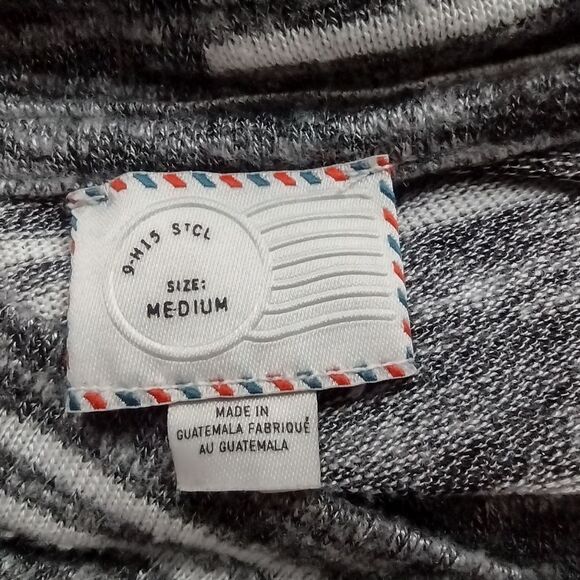 9-H15 STCL
SIZE:
MEDIUM
MADE IN
GUATEMALA FABRIQUÉ
AU GUATEMALA